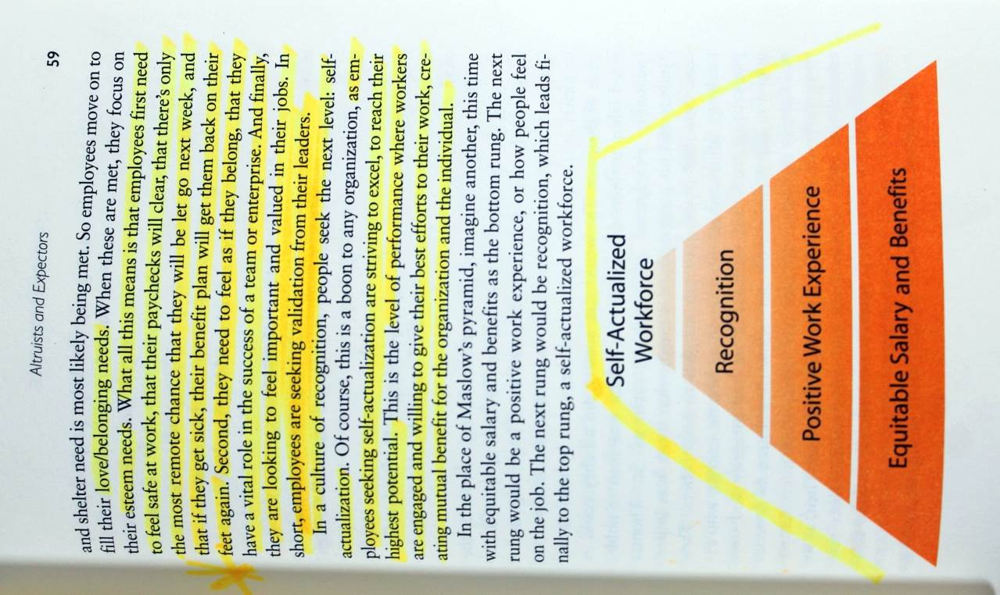 Altruists and Expectors
59
and shelter need is most likely being met. So employees move on to
fill their love/belonging needs. When these are met, they focus on
their esteem needs. What all this means is that employees first need
to feel safe at work, that their paychecks will clear, that there's only
the most remote chance that they will be let go next week, and
that if they get sick, their benefit plan will get them back on their
feet again. Second, they need to feel as if they belong, that they
have a vital role in the success of a team or enterprise. And finally,
they are looking to feel important and valued in their jobs. In
short, employees are seeking validation from their leaders.
In a culture of recognition, people seek the next level: self-
actualization. Of course, this is a boon to any organization, as em-
ployees seeking self-actualization are striving to excel, to reach their
highest potential. This is the level of performance where workers
are engaged and willing to give their best efforts to their work, cre-
ating mutual benefit for the organization and the individual.
In the place of Maslow's pyramid, imagine another, this time
with equitable salary and benefits as the bottom rung. The next
rung would be a positive work experience, or how people feel
on the job. The next rung would be recognition, which leads fi-
nally to the top rung, a self-actualized workforce.
Self-Actualized
Workforce
Recognition
Positive Work Experience
Equitable Salary and Benefits